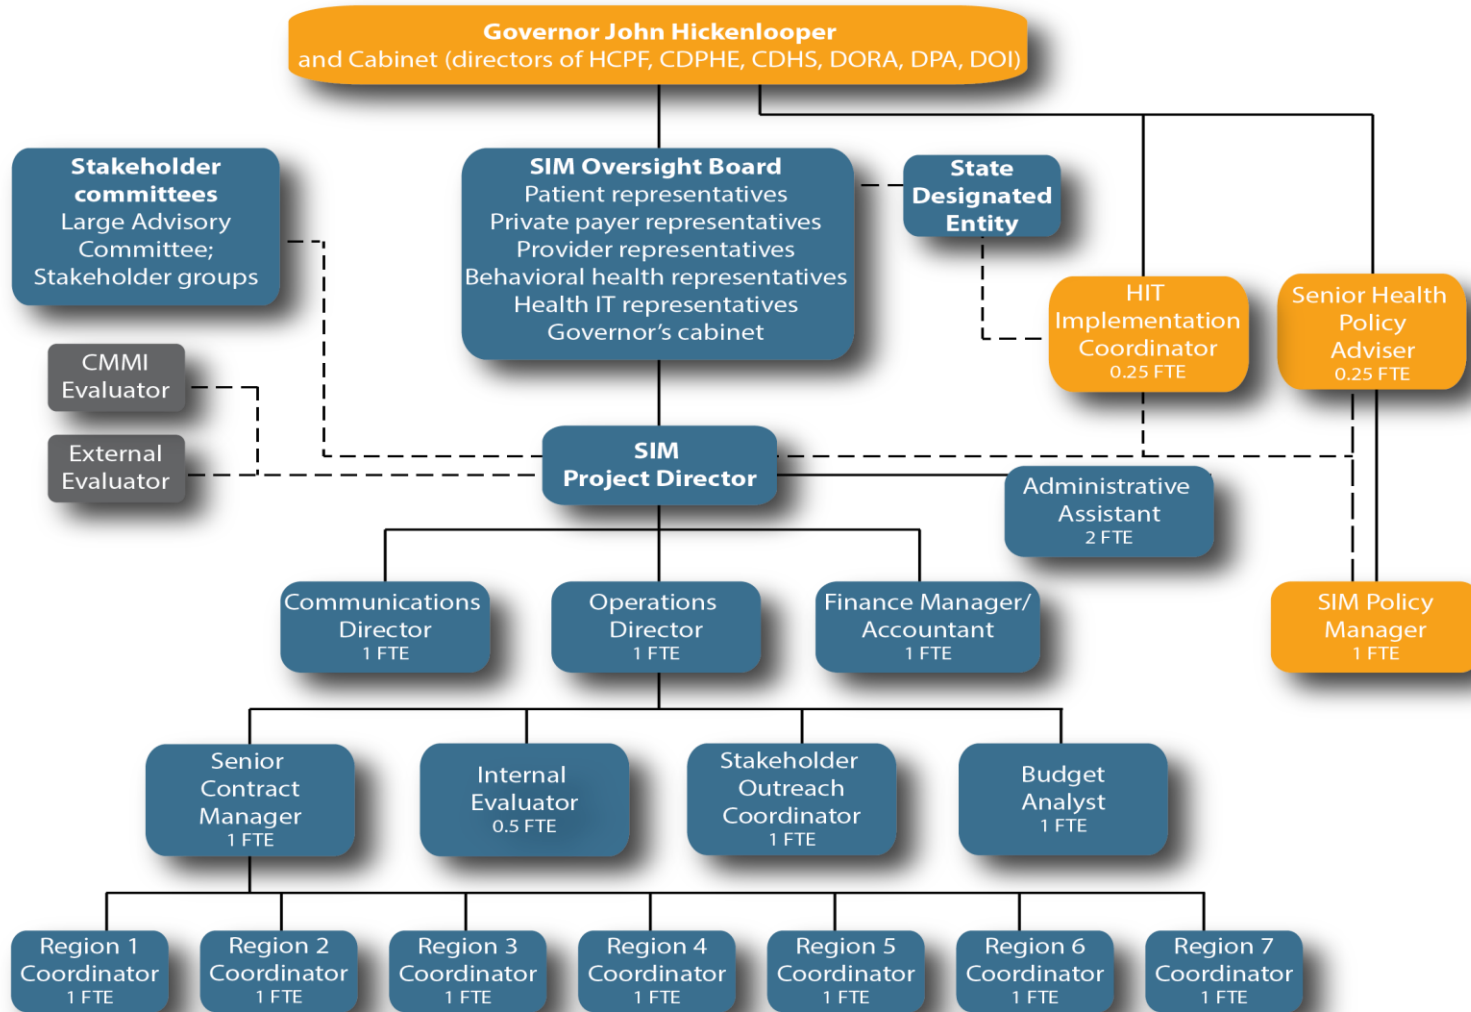 Governor John Hickenlooper
and Cabinet (directors of HCPF, CDPHE, CDHS, DORA, DPA, DOI)
Stakeholder
committees
Large Advisory
Committee;
Stakeholder groups
SIM Oversight Board
Patient representatives
Private payer representatives
Provider representatives
Behavioral health representatives
Health IT representatives
Governor’s cabinet
State
Designated
Entity
HIT
Implementation
Coordinator
0.25 FTE
Senior Health
Policy
Adviser
0.25 FTE
CMMI
Evaluator
External
Evaluator
SIM
Project Director
Administrative
Assistant
2 FTE
Communications
Director
1 FTE
Operations
Director
1 FTE
Finance Manager/
Accountant
1 FTE
SIM Policy
Manager
1 FTE
Senior
Contract
Manager
1 FTE
Internal
Evaluator
0.5 FTE
Stakeholder
Outreach
Coordinator
1 FTE
Budget
Analyst
1 FTE
Region 1
Coordinator
1 FTE
Region 2
Coordinator
1 FTE
Region 3
Coordinator
1 FTE
Region 4
Coordinator
1 FTE
Region 5
Coordinator
1 FTE
Region 6
Coordinator
1 FTE
Region 7
Coordinator
1 FTE